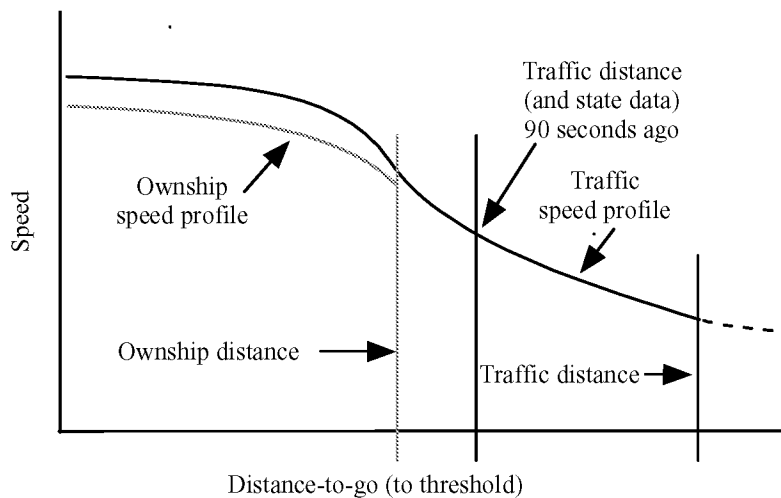 Traffic distance
(and state data)
90 seconds ago
Ownship
speed profile
Traffic
speed profile
Speed
Ownship distance
Traffic distance
Distance-to-go (to threshold)